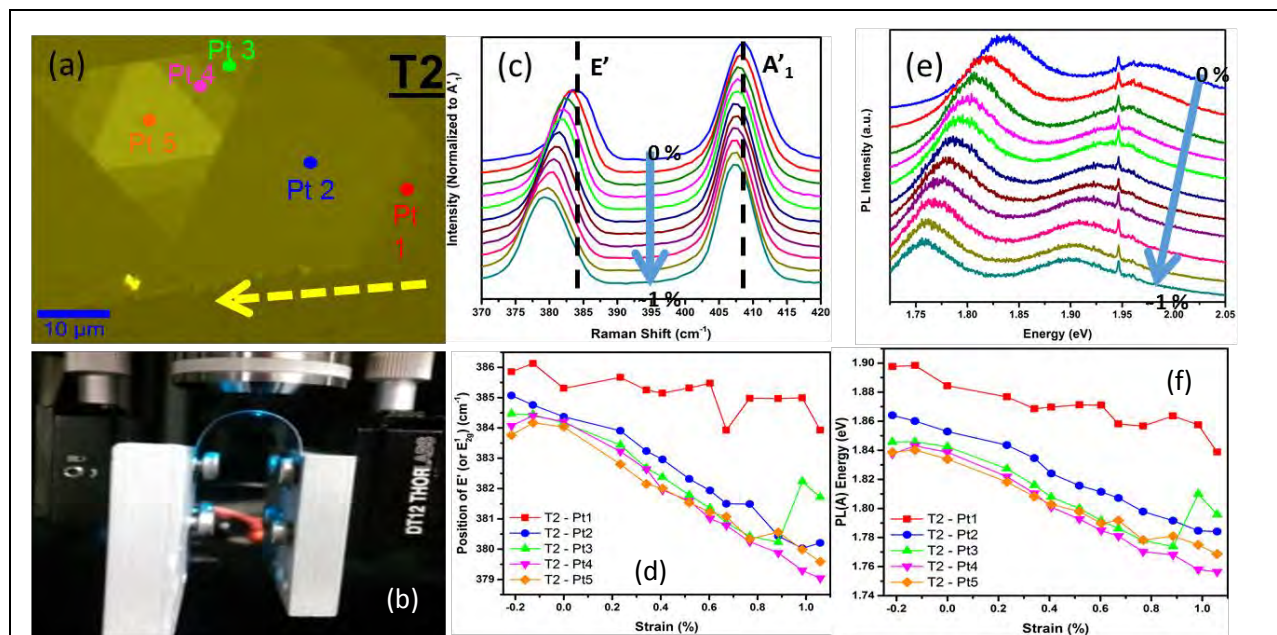 (a)
Pt 3
Pt 4
T2
Pt 5
Pt 2
Pt
1
10 µm
(b)
DT12 THOR
(c)
E'
A'1
0 %
~1 %
Intensity (Normalized to A'1)
370 375 380 385 390 395 400 405 410 415 420
Raman Shift (cm-1)
(e)
0 %
~1 %
PL Intensity (a.u.)
1.75 1.80 1.85 1.90 1.95 2.00 2.05
Energy (eV)
386
385
384
383
382
381
380
379
Position of E' (or E12g) (cm-1)
T2 - Pt1
T2 - Pt2
T2 - Pt3
T2 - Pt4
T2 - Pt5
(d)
-0.2 0.0 0.2 0.4 0.6 0.8 1.0
Strain (%)
1.90
1.88
1.86
1.84
1.82
1.80
1.78
1.76
1.74
PL(A) Energy (eV)
(f)
T2 - Pt1
T2 - Pt2
T2 - Pt3
T2 - Pt4
T2 - Pt5
-0.2 0.0 0.2 0.4 0.6 0.8 1.0
Strain (%)